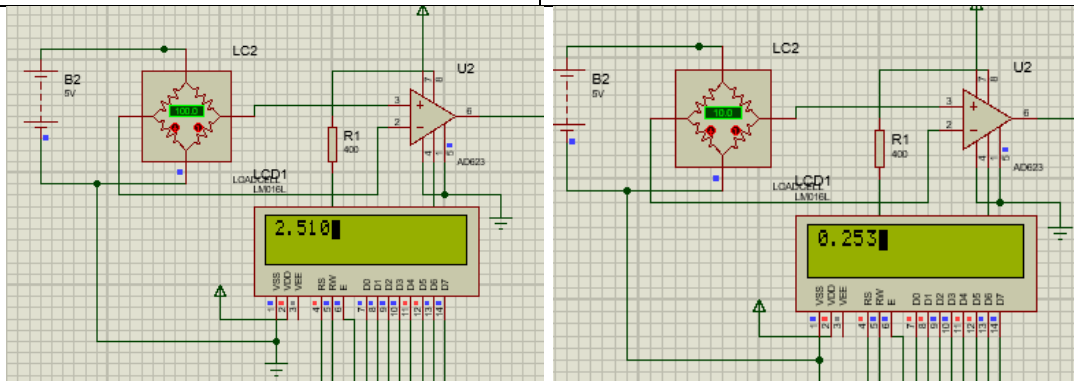 LC2
B2
5V
100.0
U2
3
2
7
8
6
4
1
5
R1
400
AD623
LOADCELL
LCD1
LM016L
2.510
VSS
VDD
VEE
RS
RW
E
D0
D1
D2
D3
D4
D5
D6
D7
1
2
3
4
5
6
7
8
9
10
11
12
13
14
LC2
B2
5V
10.0
U2
3
2
7
8
6
4
1
5
R1
400
AD623
LOADCELL
LCD1
LM016L
0.253
VSS
VDD
VEE
RS
RW
E
D0
D1
D2
D3
D4
D5
D6
D7
1
2
3
4
5
6
7
8
9
10
11
12
13
14